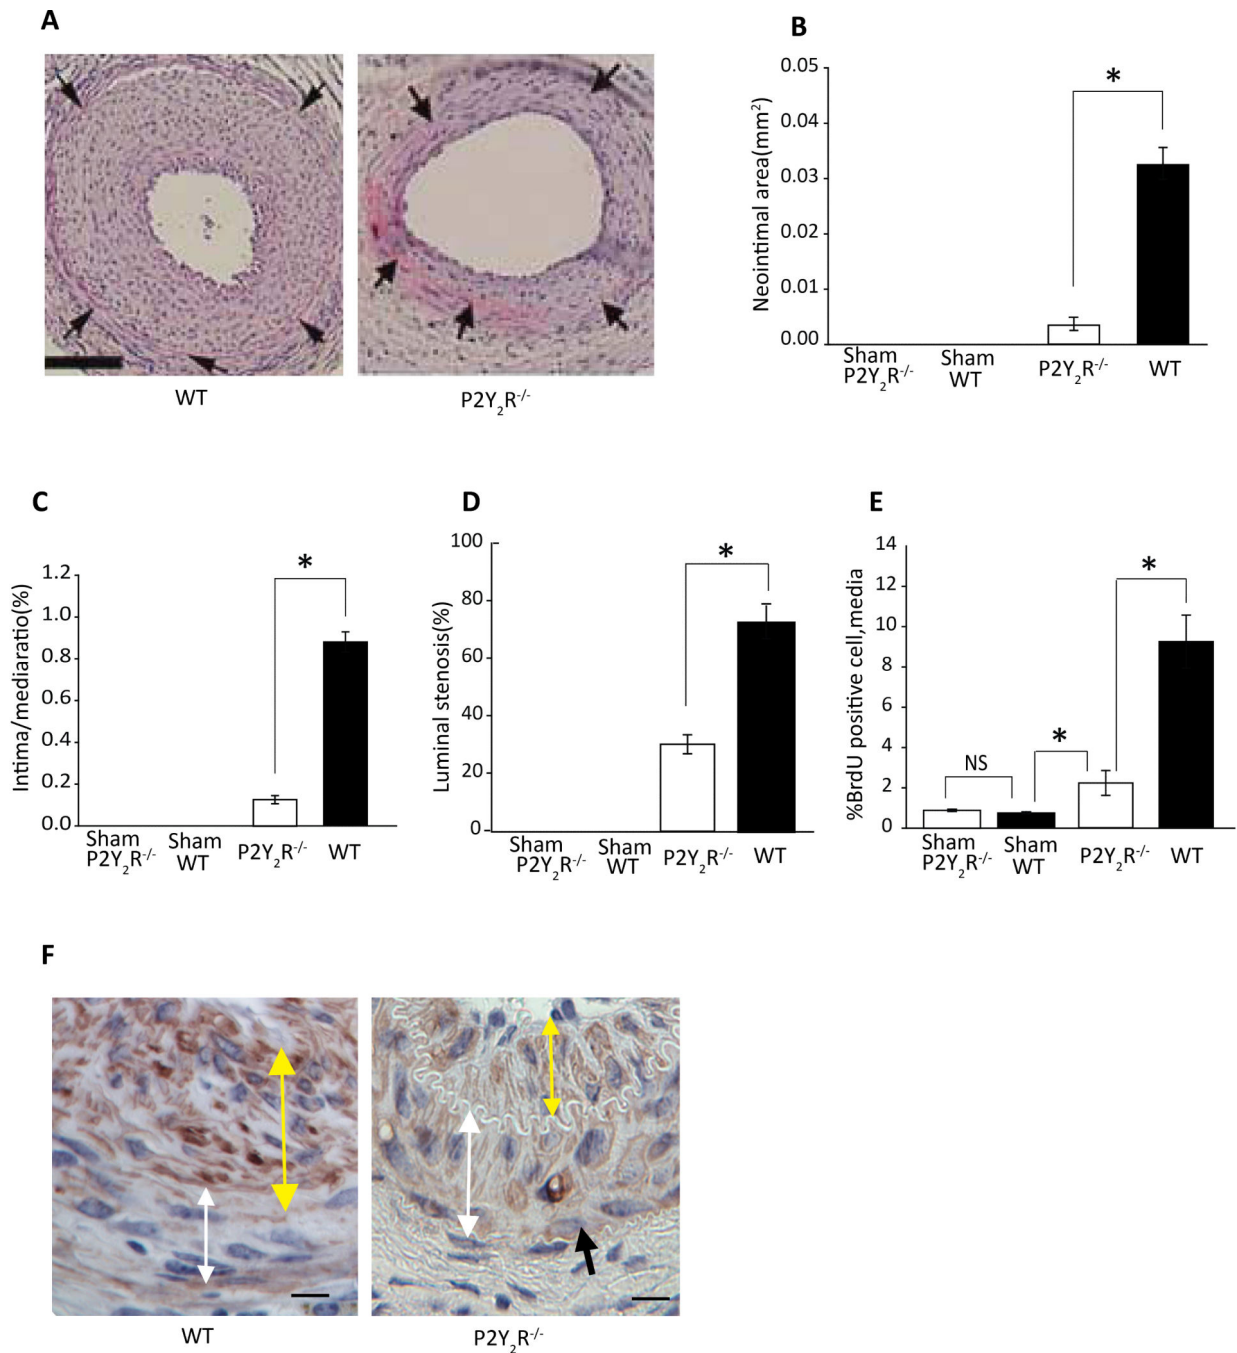 A
WT
P2Y2R-/-
B
Neointimal area(mm²)
0.05
0.04
0.03
0.02
0.01
0.00
*
Sham
P2Y2R-/-
Sham
WT
P2Y2R-/-
WT
C
Intima/mediaratio(%)
1.2
1.0
0.8
0.6
0.4
0.2
0.0
*
Sham
P2Y2R-/-
Sham
WT
P2Y2R-/-
WT
D
Luminal stenosis(%)
100
80
60
40
20
0
*
Sham
P2Y2R-/-
Sham
WT
P2Y2R-/-
WT
E
%BrdU positive cell,media
14
12
10
8
6
4
2
0
NS
*
*
Sham
P2Y2R-/-
Sham
WT
P2Y2R-/-
WT
F
WT
P2Y2R-/-